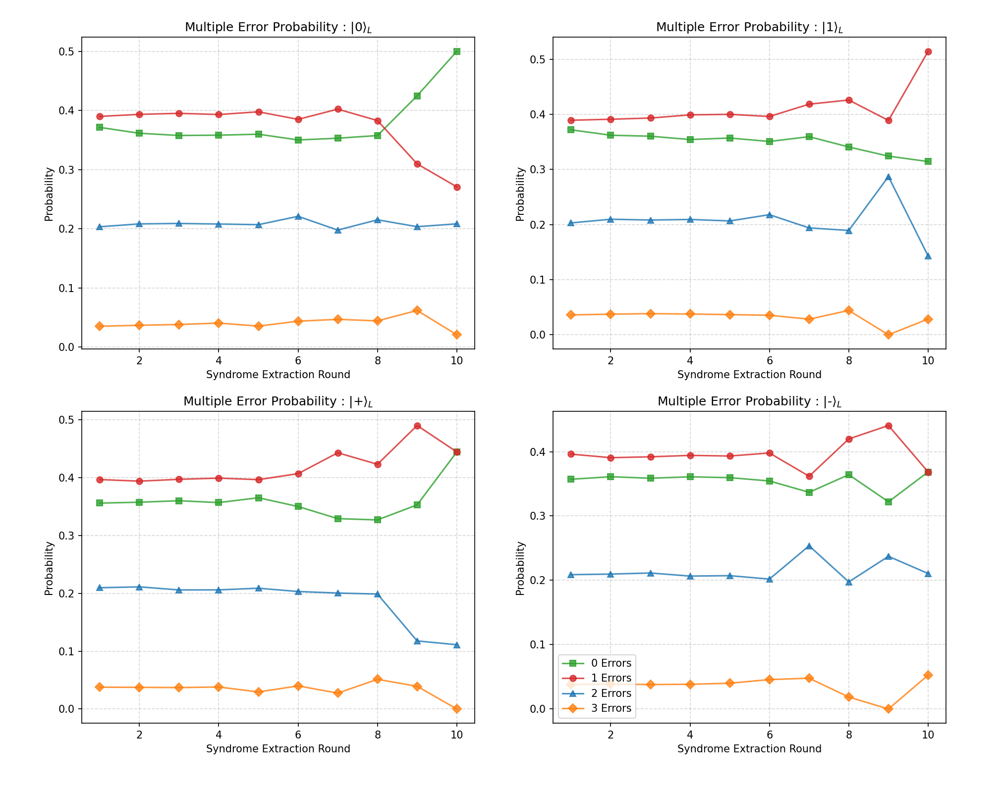 Multiple Error Probability : |0⟩L
Probability
0.5
0.4
0.3
0.2
0.1
0.0
2 4 6 8 10
Syndrome Extraction Round
Multiple Error Probability : |1⟩L
Probability
0.5
0.4
0.3
0.2
0.1
0.0
2 4 6 8 10
Syndrome Extraction Round
Multiple Error Probability : |+⟩L
Probability
0.5
0.4
0.3
0.2
0.1
0.0
2 4 6 8 10
Syndrome Extraction Round
Multiple Error Probability : |-⟩L
Probability
0.4
0.3
0.2
0.1
0.0
0 Errors
1 Errors
2 Errors
3 Errors
2 4 6 8 10
Syndrome Extraction Round